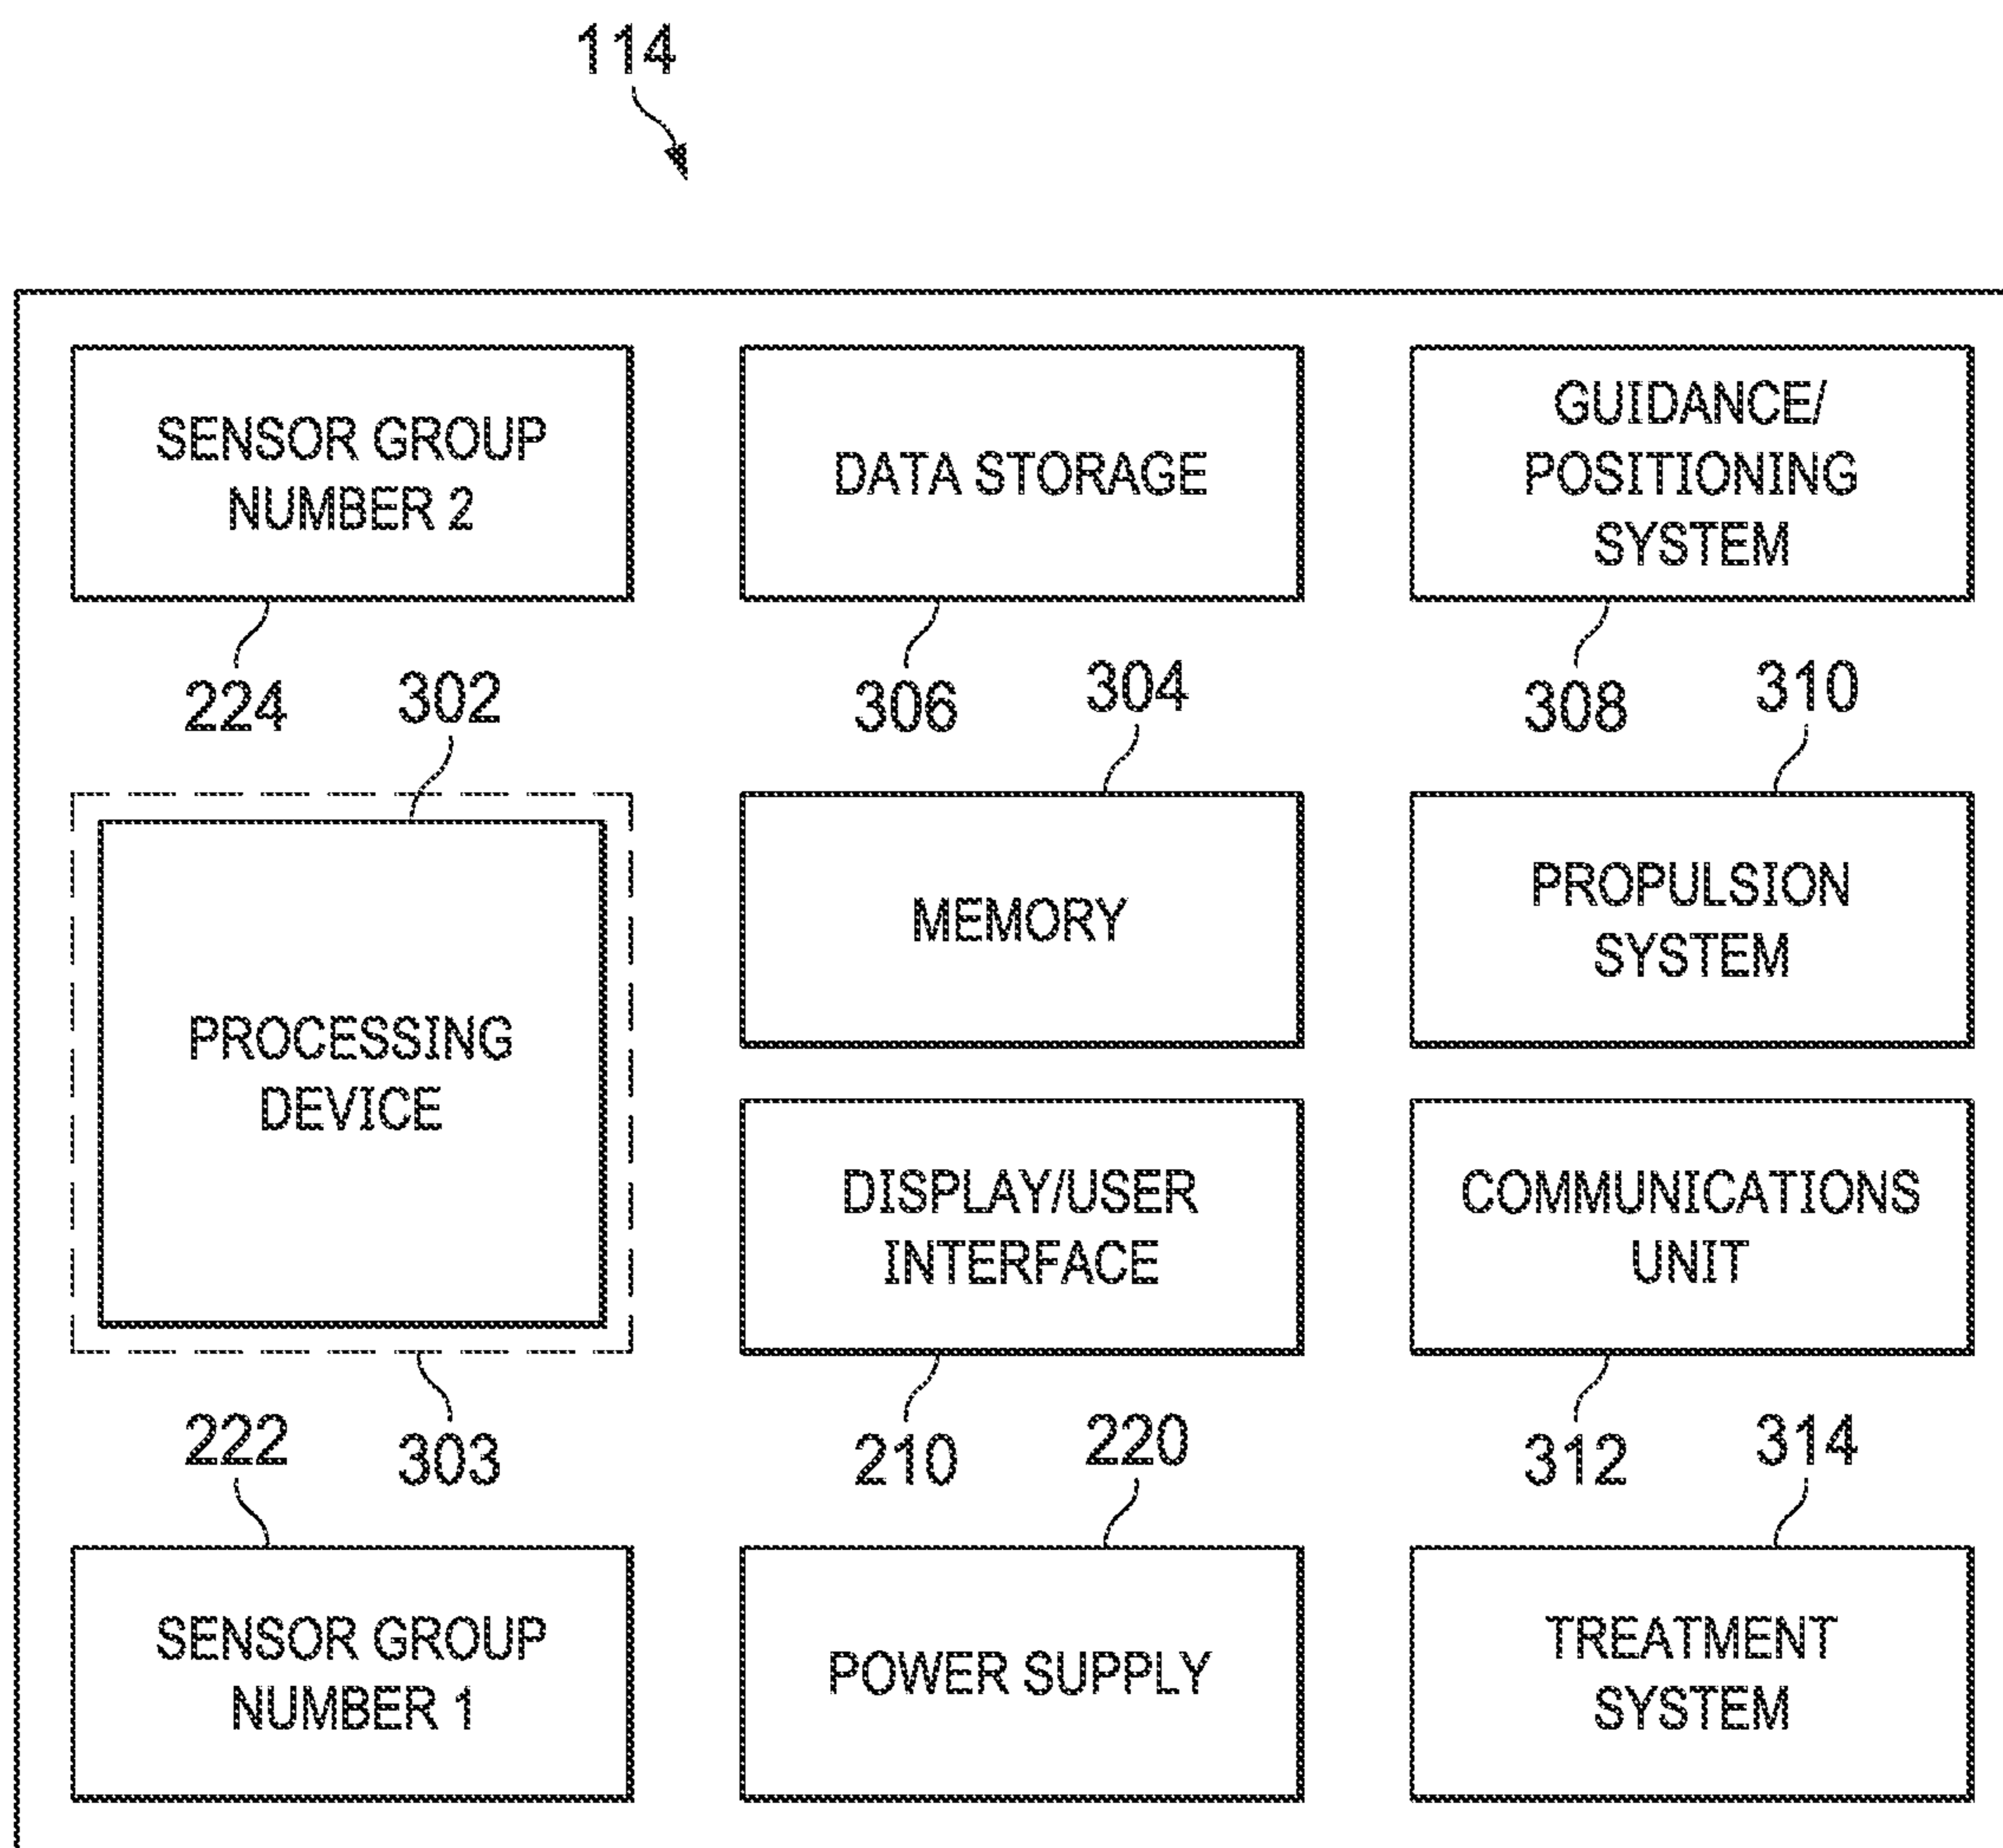 114
SENSOR GROUP
NUMBER 2
224
DATA STORAGE
306
GUIDANCE/
POSITIONING
SYSTEM
308
302
PROCESSING
DEVICE
303
304
MEMORY
310
PROPULSION
SYSTEM
DISPLAY/USER
INTERFACE
210
COMMUNICATIONS
UNIT
312
222
SENSOR GROUP
NUMBER 1
220
POWER SUPPLY
314
TREATMENT
SYSTEM